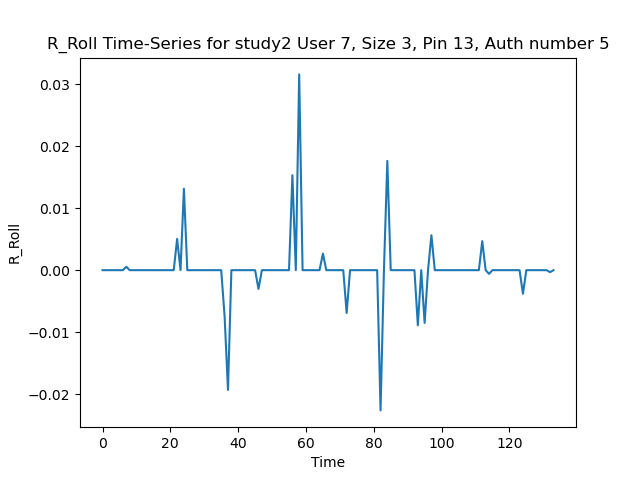 R_Roll Time-Series for study2 User 7, Size 3, Pin 13, Auth number 5
0.03
0.02
0.01
0.00
−0.01
−0.02
R_Roll
0 20 40 60 80 100 120
Time